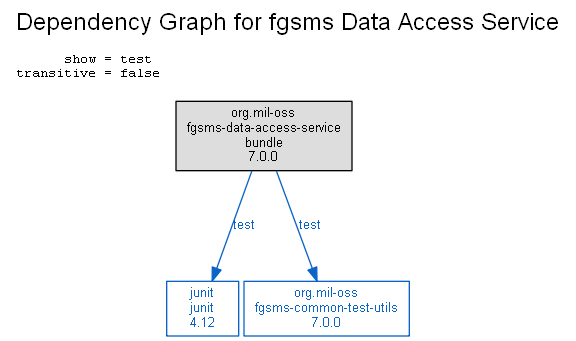 Dependency Graph for fgsms Data Access Service
show = test
transitive = false
org.mil-oss
fgsms-data-access-service
bundle
7.0.0
test
test
junit
junit
4.12
org.mil-oss
fgsms-common-test-utils
7.0.0